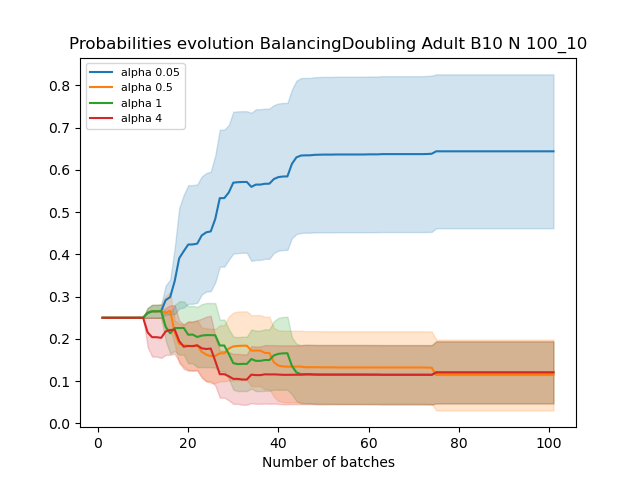 Probabilities evolution BalancingDoubling Adult B10 N 100_10
alpha 0.05
alpha 0.5
alpha 1
alpha 4
0.8
0.7
0.6
0.5
0.4
0.3
0.2
0.1
0.0
0 20 40 60 80 100
Number of batches